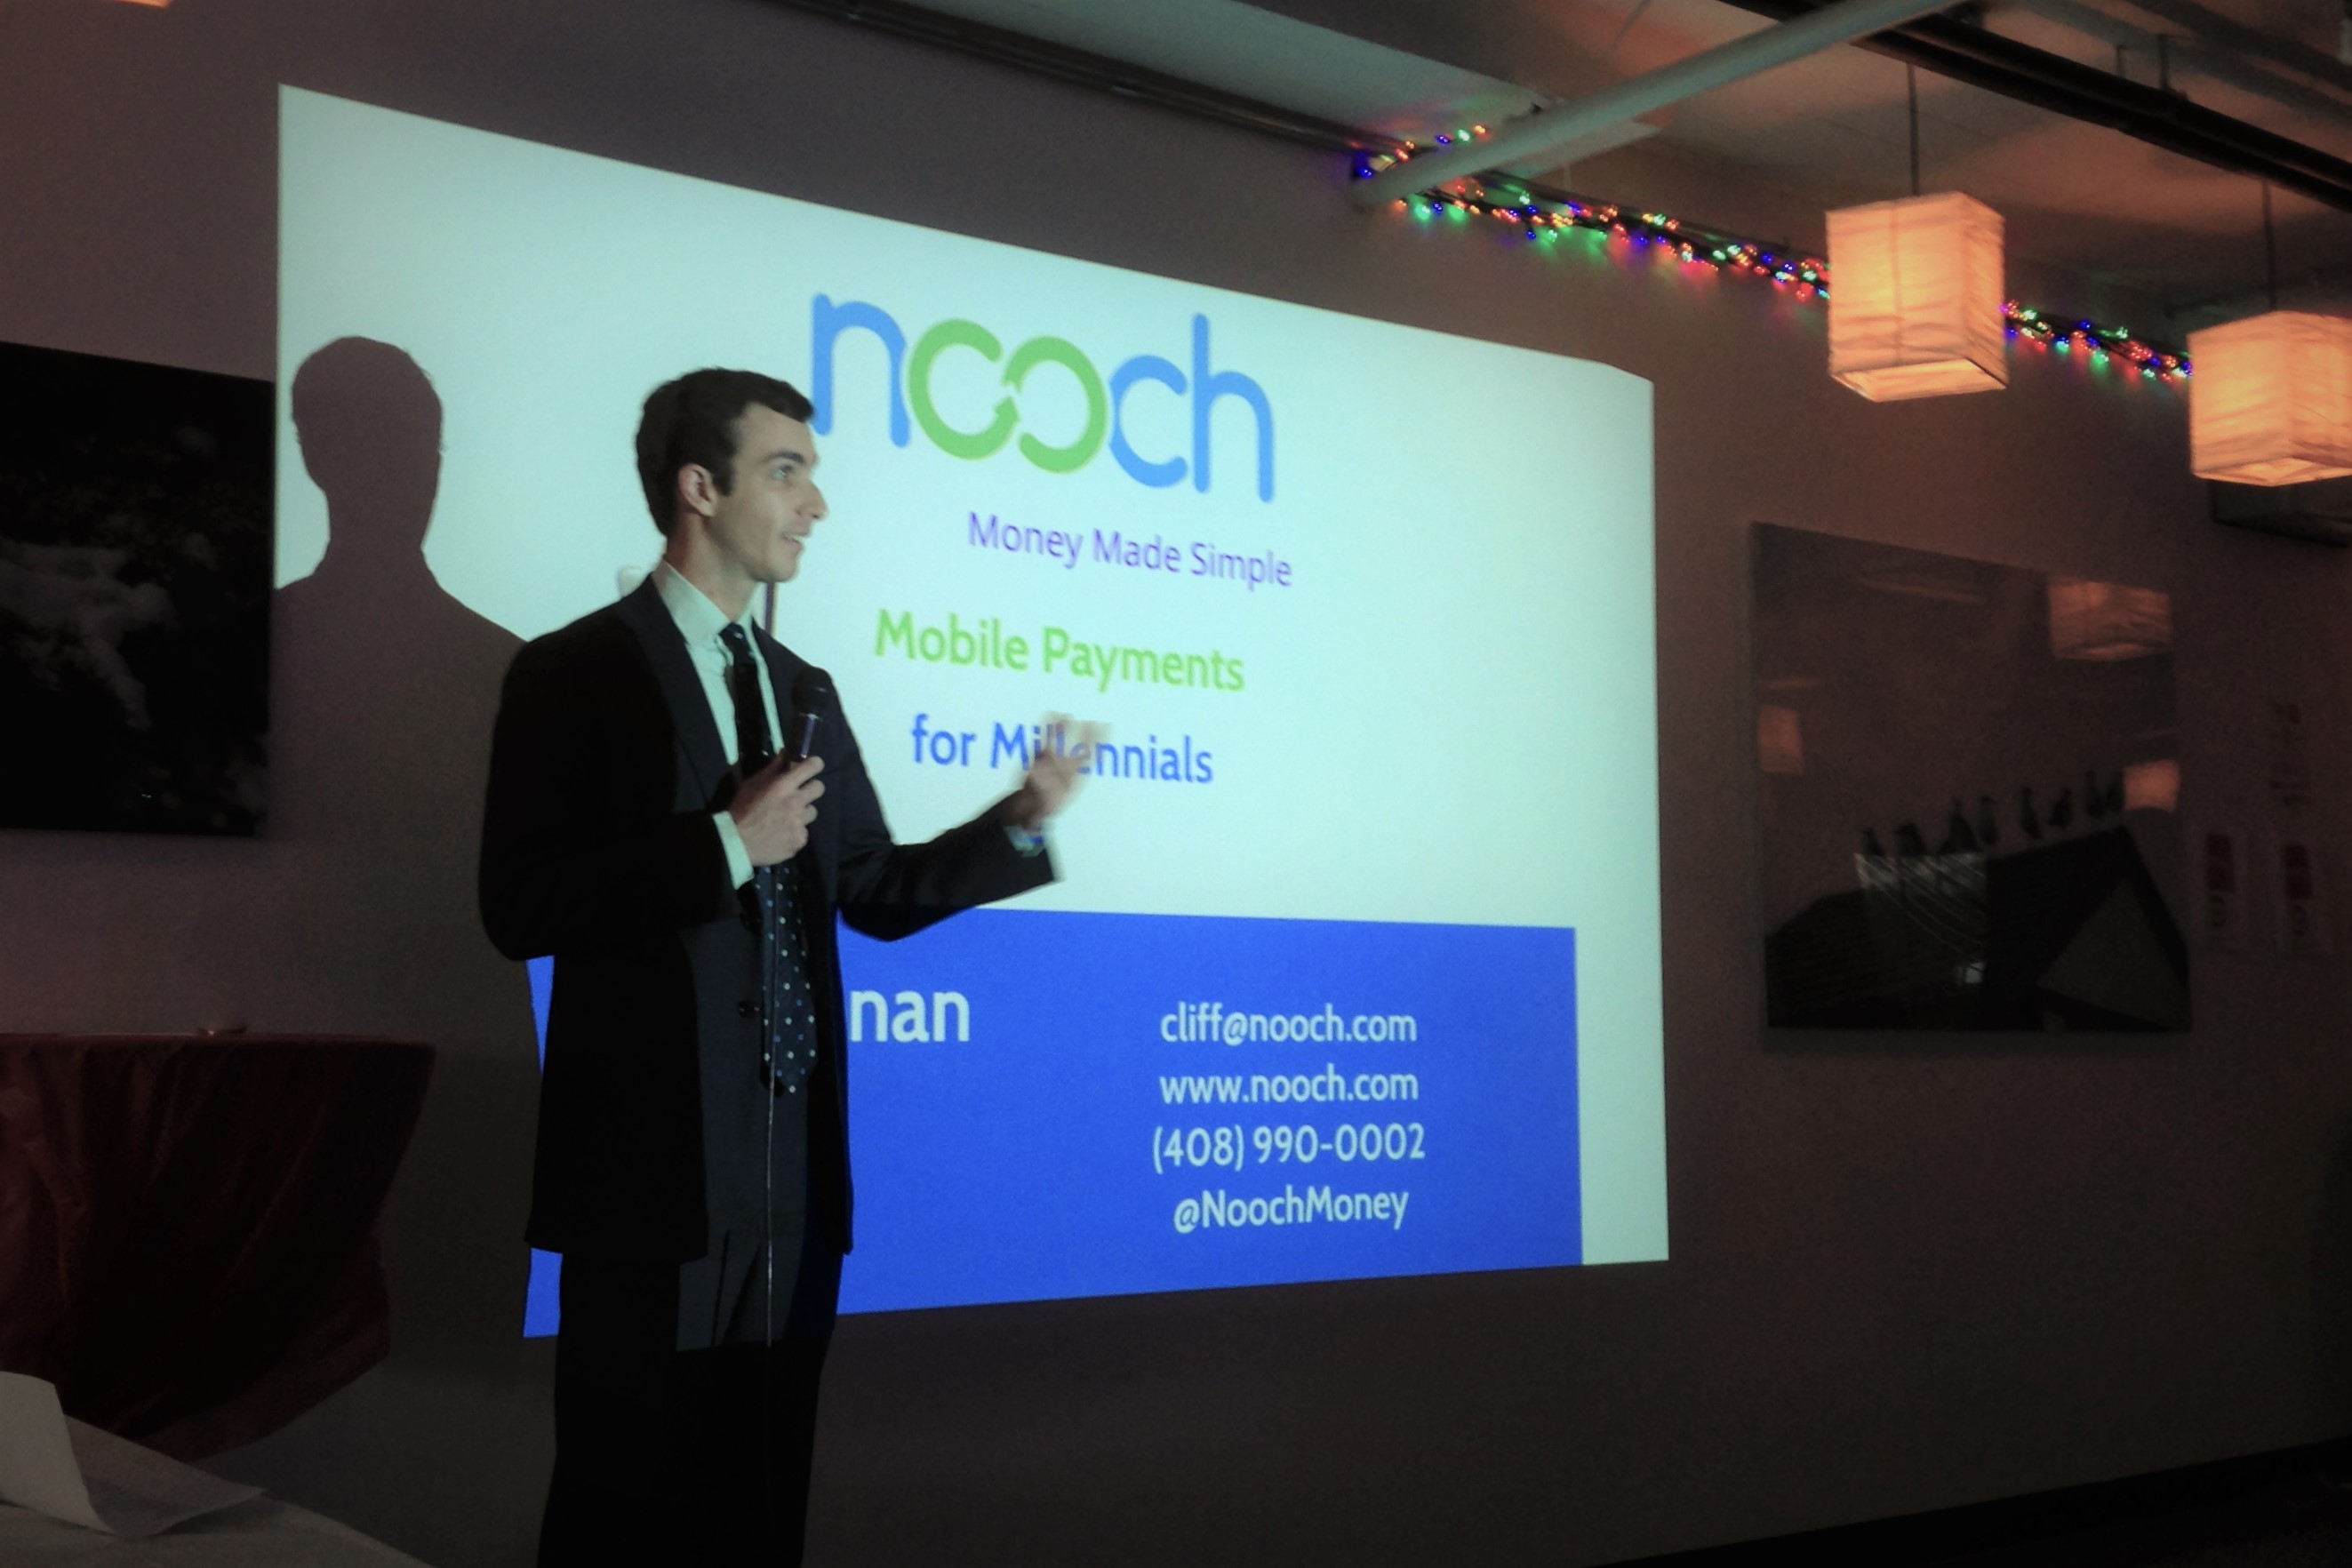 nooch
Money Made Simple
Mobile Payments
for Millennials
nan
cliff@nooch.com
www.nooch.com
(408) 990-0002
@NoochMoney